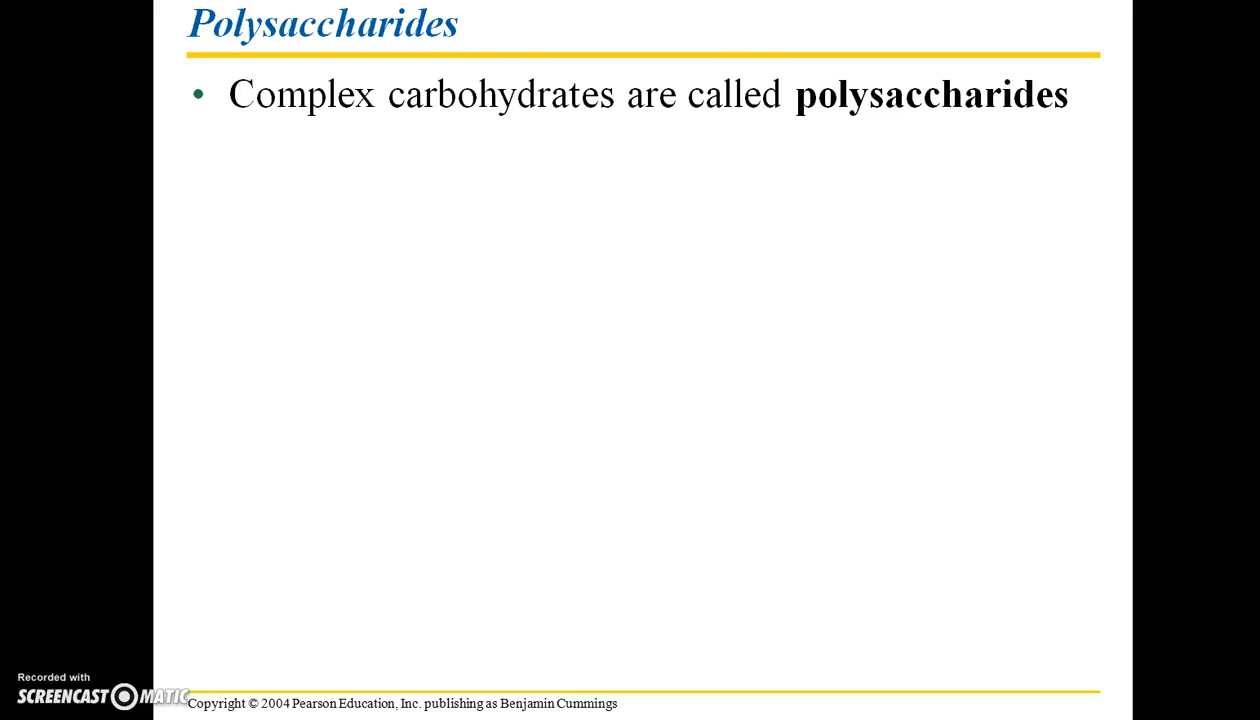 Polysaccharides
• Complex carbohydrates are called polysaccharides
Recorded with
SCREENCAST MATIC
Copyright © 2004 Pearson Education, Inc. publishing as Benjamin Cummings